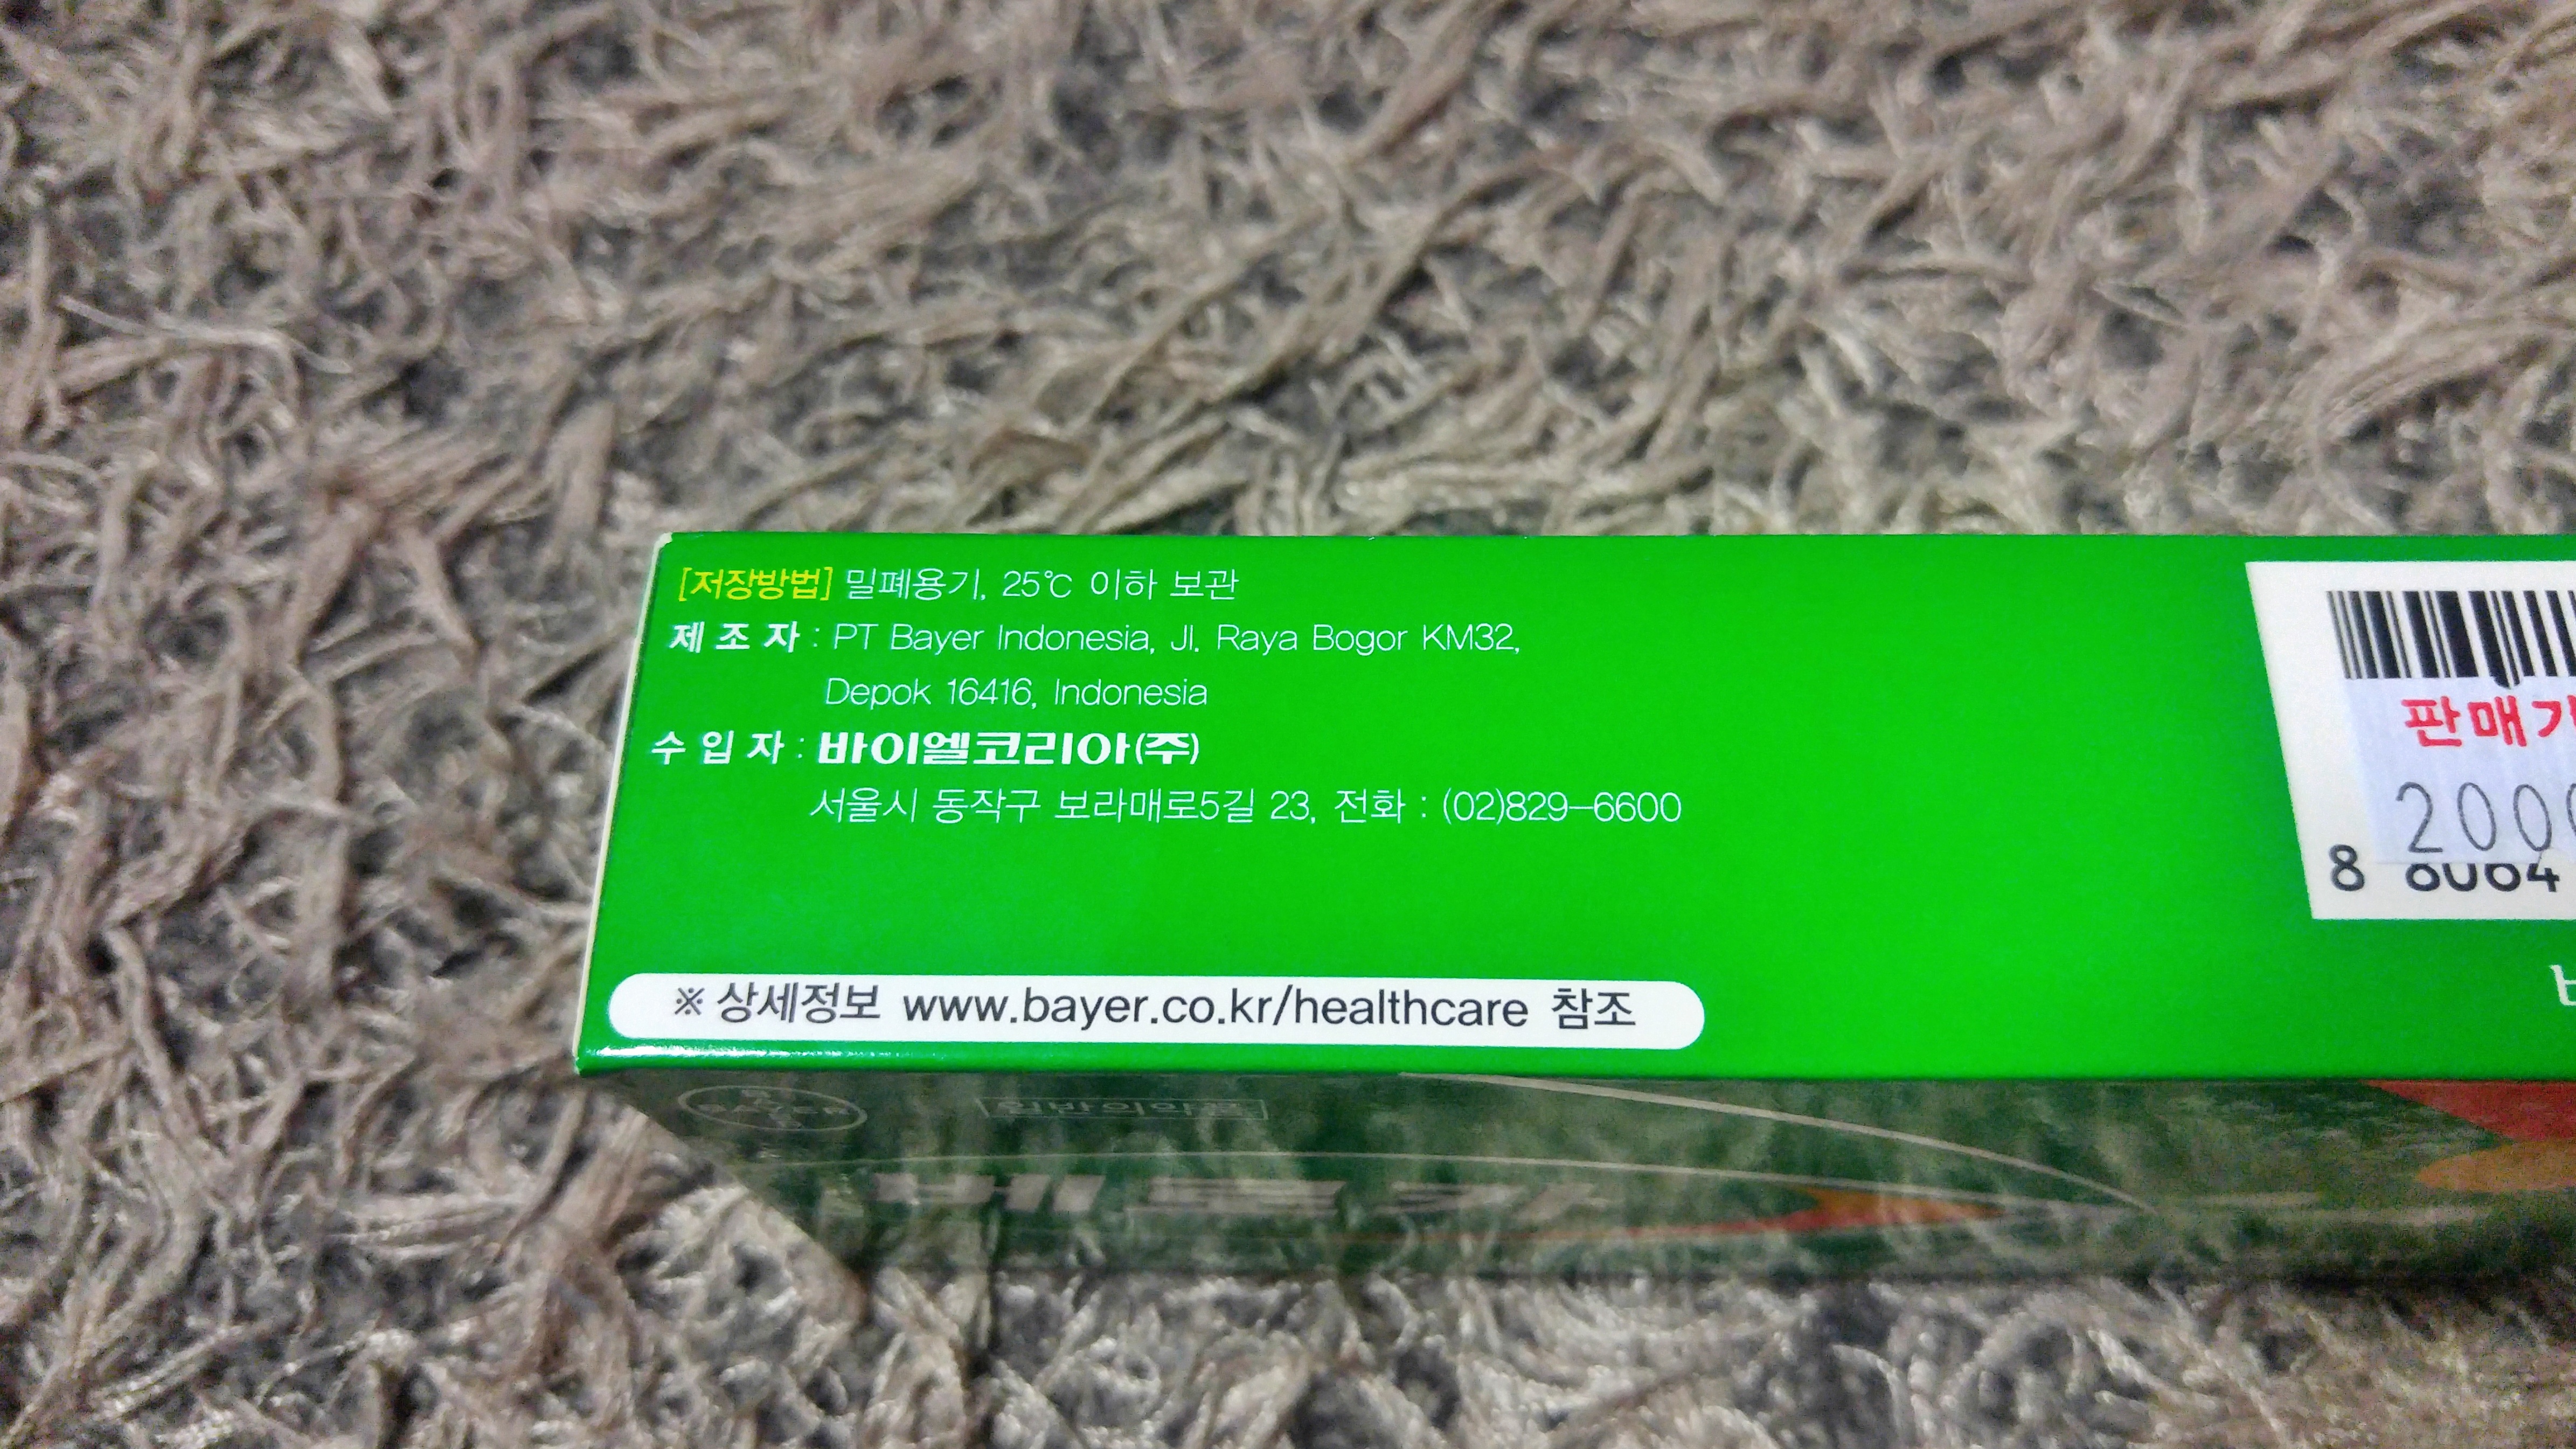 [저장방법] 밀폐용기, 25℃ 이하 보관
제 조 자 : PT Bayer Indonesia, Jl. Raya Bogor KM32,
Depok 16416, Indonesia
수 입 자 : 바이엘코리아(주)
서울시 동작구 보라매로5길 23, 전화 : (02)829-6600
※ 상세정보 www.bayer.co.kr/healthcare 참조
판매가
200
8 8064